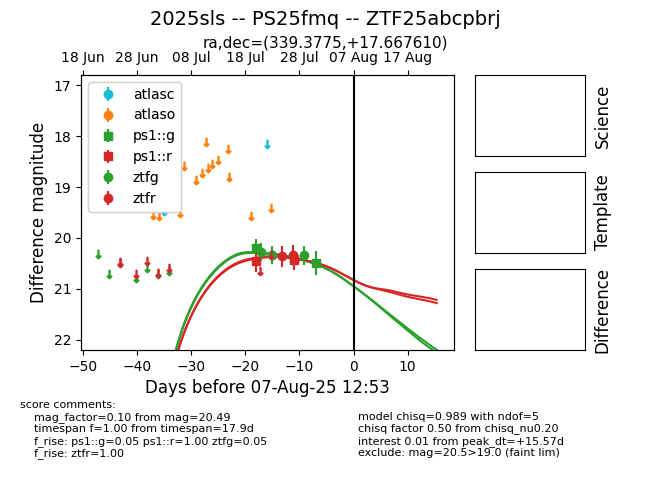 2025sls -- PS25fmq -- ZTF25abcpbrj
ra,dec=(339.3775,+17.667610)
18 Jun 28 Jun 08 Jul 18 Jul 28 Jul 07 Aug 17 Aug
17
18
19
20
21
22
Difference magnitude
atlasc
atlaso
ps1::g
ps1::r
ztfg
ztfr
−50 −40 −30 −20 −10 0 10
Days before 07-Aug-25 12:53
Science
Template
Difference
score comments:
mag_factor=0.10 from mag=20.49
timespan f=1.00 from timespan=17.9d
f_rise: ps1::g=0.05 ps1::r=1.00 ztfg=0.05
f_rise: ztfr=1.00
model chisq=0.989 with ndof=5
chisq factor 0.50 from chisq_nu0.20
interest 0.01 from peak_dt=+15.57d
exclude: mag=20.5>19.0 (faint lim)